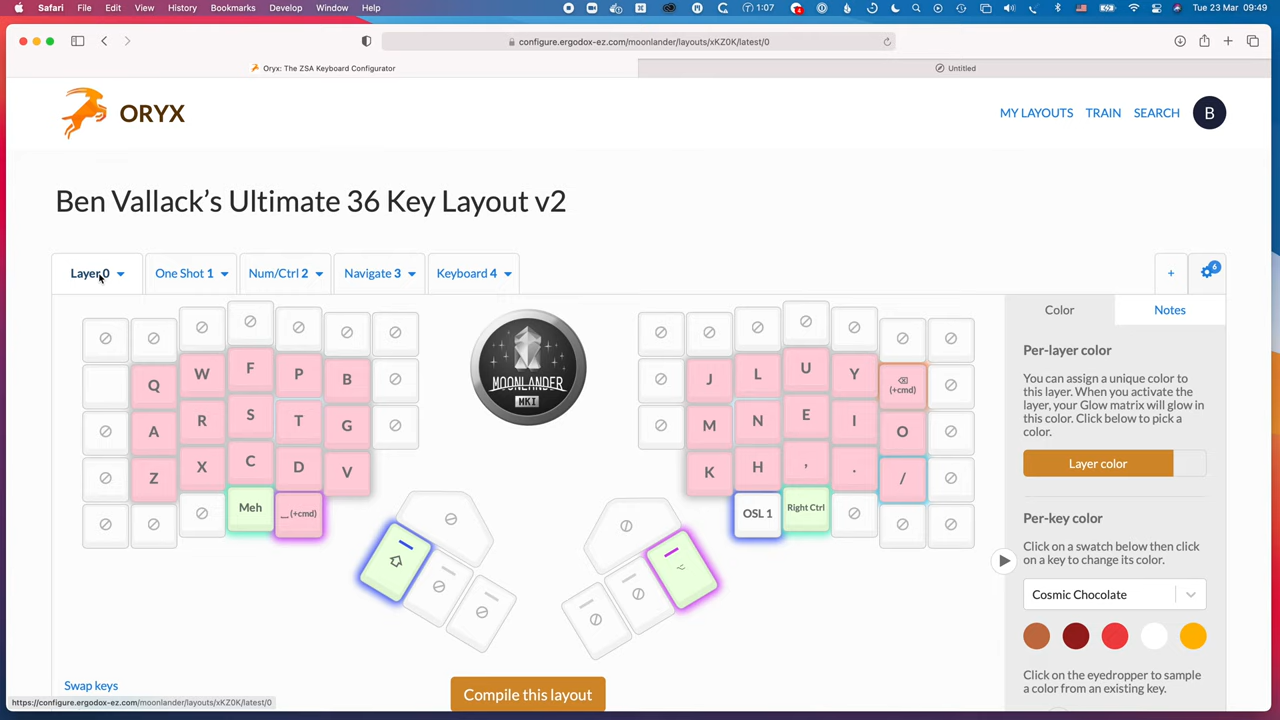 Safari File Edit View History Bookmarks Develop Window Help 1:07 4 Tue 23 Mar 09:49
configure.ergodox-ez.com/moonlander/layouts/xKZ0K/latest/0
Oryx: The ZSA Keyboard Configurator Untitled
ORYX
MY LAYOUTS TRAIN SEARCH B
Ben Vallack's Ultimate 36 Key Layout v2
Layer 0 One Shot 1 Num/Ctrl 2 Navigate 3 Keyboard 4 + 6
Q W F P B J L U Y (+cmd)
A R S T G M N E I O
Z X C D V K H , . /
Meh (+cmd) OSL 1 Right Ctrl
MOONLANDER
MKI
Color Notes
Per-layer color
You can assign a unique color to
this layer. When you activate the
layer, your Glow matrix will glow in
this color. Click below to pick a
color.
Layer color
Per-key color
Click on a swatch below then click
on a key to change its color.
Cosmic Chocolate
Click on the eyedropper to sample
a color from an existing key.
Swap keys
Compile this layout
https://configure.ergodox-ez.com/moonlander/layouts/xKZ0K/latest/0